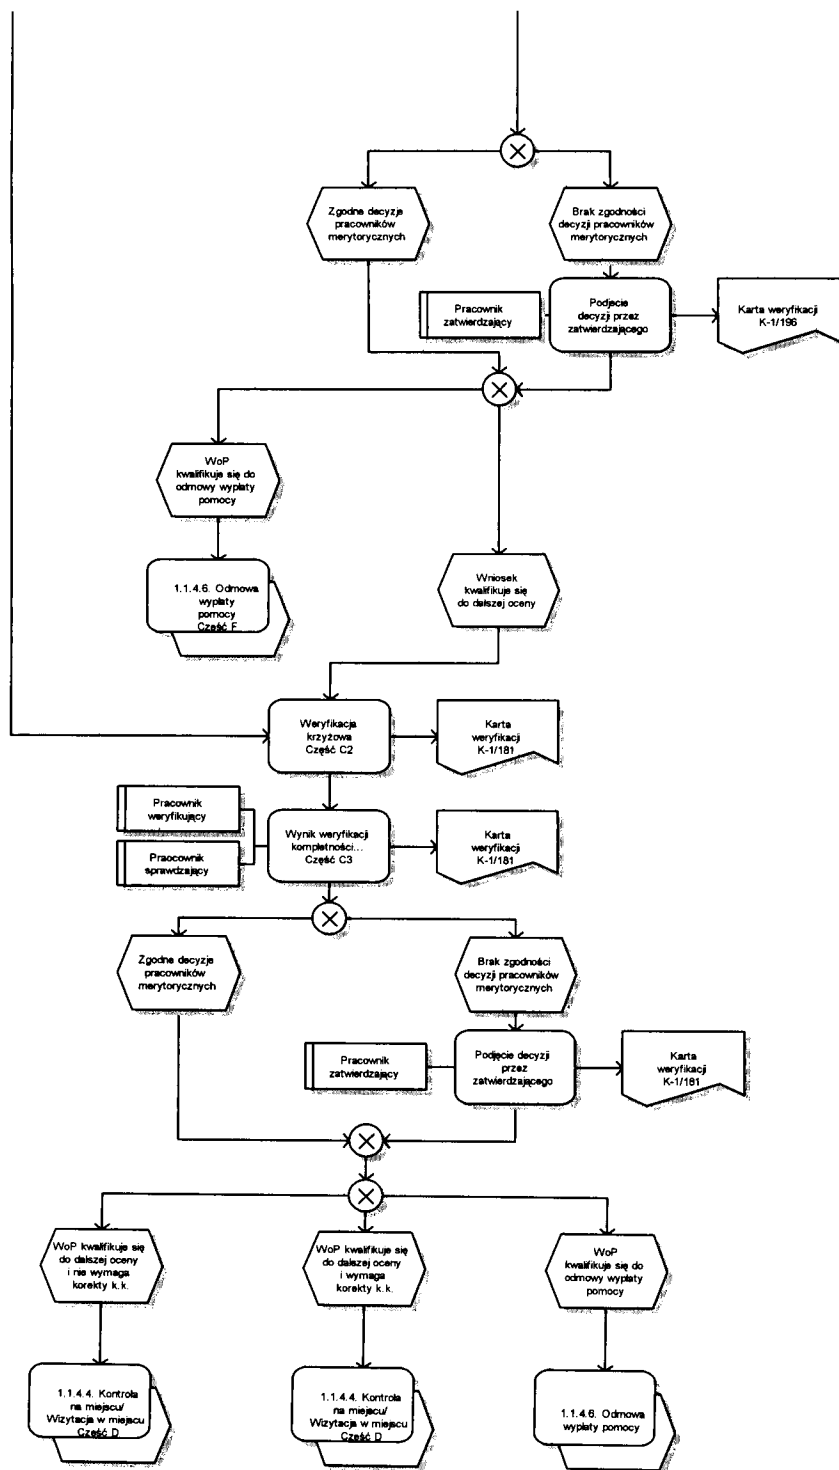 Zgodne decyzje
pracowników
merytorycznych
Brak zgodności
decyzji pracowników
merytorycznych
Pracownik
zatwierdzający
Podjecie
decyzji przez
zatwierdzającego
Karta weryfikacji
K-1/196
WoP
kwalifikuje się do
odmowy wypłaty
pomocy
1.1.4.6. Odmowa
wypłaty
pomocy
Cześć F
Wniosek
kwalifikuje się
do dalszej oceny
Weryfikacja
krzyżowa
Część C2
Karta
weryfikacji
K-1/181
Pracownik
weryfikujący
Praocownik
sprawdzający
Wynik weryfikacji
kompletności...
Część C3
Karta
weryfikacji
K-1/181
Zgodne decyzje
pracowników
merytorycznych
Brak zgodności
decyzji pracowników
merytorycznych
Pracownik
zatwierdzający
Podjęcie decyzji
przez
zatwierdzającego
Karta
weryfikacji
K-1/181
WoP kwalifikuje się
do dalszej oceny
i nie wymaga
korekty k.k.
WoP kwalifikuje się
do dalszej oceny
i wymaga
korekty k.k.
WoP
kwalifikuje się do
odmowy wypłaty
pomocy
1.1.4.4. Kontrola
na miejscu/
Wizytacja w miejscu
Cześć D
1.1.4.4. Kontrola
na miejscu/
Wizytacja w miejscu
Cześć D
1.1.4.6. Odmowa
wypłaty pomocy